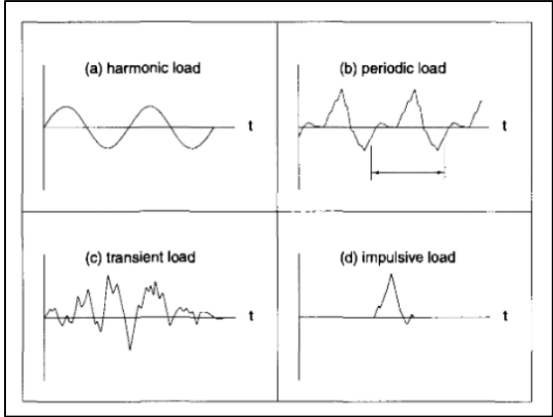 (a) harmonic load
t
(b) periodic load
t
(c) transient load
t
(d) impulsive load
t